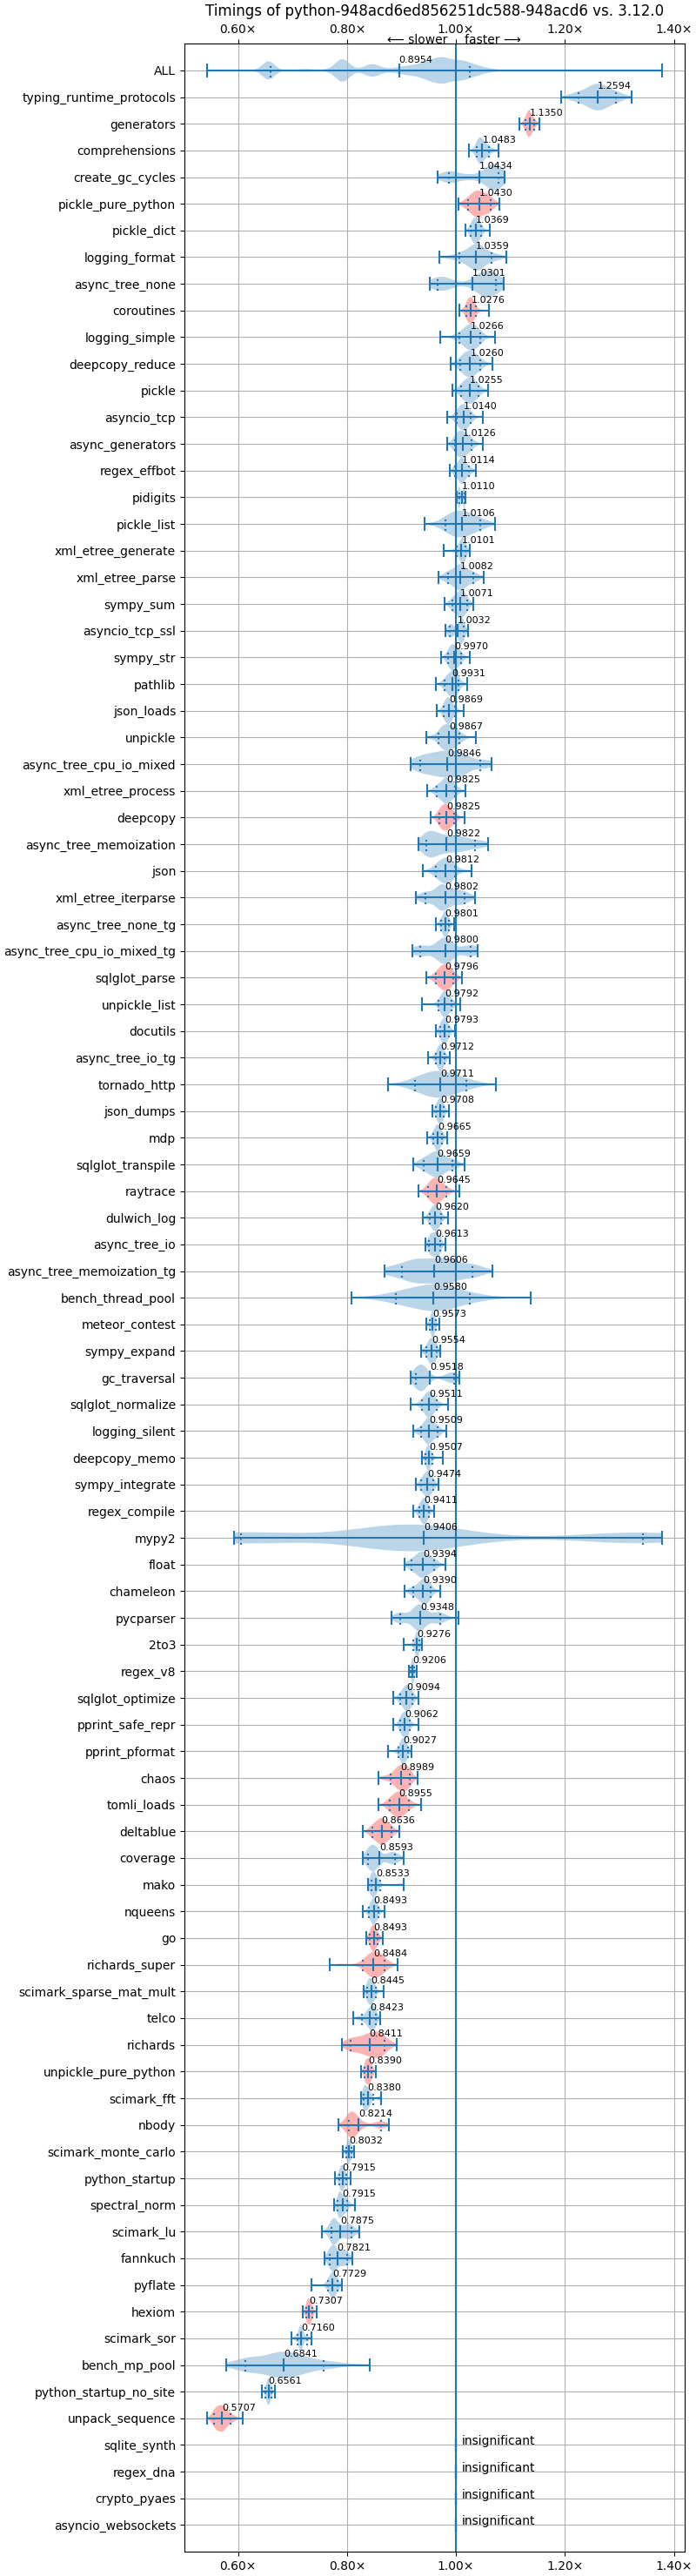 Timings of python-948acd6ed856251dc588-948acd6 vs. 3.12.0
0.60× 0.80× 1.00× 1.20× 1.40×
← slower faster →
ALL 0.8954
typing_runtime_protocols 1.2594
generators 1.1350
comprehensions 1.0483
create_gc_cycles 1.0434
pickle_pure_python 1.0430
pickle_dict 1.0369
logging_format 1.0359
async_tree_none 1.0301
coroutines 1.0276
logging_simple 1.0266
deepcopy_reduce 1.0260
pickle 1.0255
asyncio_tcp 1.0140
async_generators 1.0126
regex_effbot 1.0114
pidigits 1.0110
pickle_list 1.0106
xml_etree_generate 1.0101
xml_etree_parse 1.0082
sympy_sum 1.0071
asyncio_tcp_ssl 1.0032
sympy_str 0.9970
pathlib 0.9931
json_loads 0.9869
unpickle 0.9867
async_tree_cpu_io_mixed 0.9846
xml_etree_process 0.9825
deepcopy 0.9825
async_tree_memoization 0.9822
json 0.9812
xml_etree_iterparse 0.9802
async_tree_none_tg 0.9801
async_tree_cpu_io_mixed_tg 0.9800
sqlglot_parse 0.9796
unpickle_list 0.9792
docutils 0.9793
async_tree_io_tg 0.9712
tornado_http 0.9711
json_dumps 0.9708
mdp 0.9665
sqlglot_transpile 0.9659
raytrace 0.9645
dulwich_log 0.9620
async_tree_io 0.9613
async_tree_memoization_tg 0.9606
bench_thread_pool 0.9580
meteor_contest 0.9573
sympy_expand 0.9554
gc_traversal 0.9518
sqlglot_normalize 0.9511
logging_silent 0.9509
deepcopy_memo 0.9507
sympy_integrate 0.9474
regex_compile 0.9411
mypy2 0.9406
float 0.9394
chameleon 0.9390
pycparser 0.9348
2to3 0.9276
regex_v8 0.9206
sqlglot_optimize 0.9094
pprint_safe_repr 0.9062
pprint_pformat 0.9027
chaos 0.8989
tomli_loads 0.8955
deltablue 0.8636
coverage 0.8593
mako 0.8533
nqueens 0.8493
go 0.8493
richards_super 0.8484
scimark_sparse_mat_mult 0.8445
telco 0.8423
richards 0.8411
unpickle_pure_python 0.8390
scimark_fft 0.8380
nbody 0.8214
scimark_monte_carlo 0.8032
python_startup 0.7915
spectral_norm 0.7915
scimark_lu 0.7875
fannkuch 0.7821
pyflate 0.7729
hexiom 0.7307
scimark_sor 0.7160
bench_mp_pool 0.6841
python_startup_no_site 0.6561
unpack_sequence 0.5707
sqlite_synth insignificant
regex_dna insignificant
crypto_pyaes insignificant
asyncio_websockets insignificant
0.60× 0.80× 1.00× 1.20× 1.40×